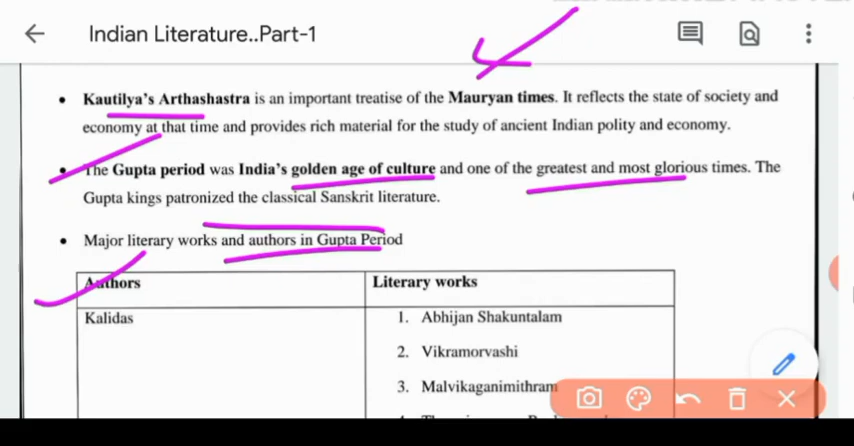 Indian Literature..Part-1
• Kautilya's Arthashastra is an important treatise of the Mauryan times. It reflects the state of society and
economy at that time and provides rich material for the study of ancient Indian polity and economy.
• The Gupta period was India's golden age of culture and one of the greatest and most glorious times. The
Gupta kings patronized the classical Sanskrit literature.
• Major literary works and authors in Gupta Period
Authors Literary works
Kalidas 1. Abhijan Shakuntalam
2. Vikramorvashi
3. Malvikaganimithram